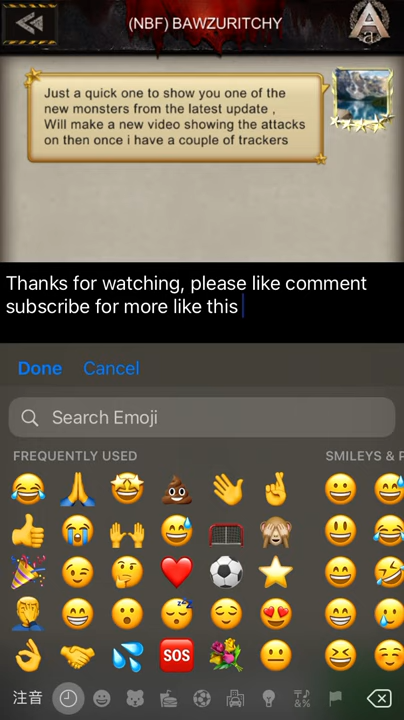 (NBF) BAWZURITCHY
Just a quick one to show you one of the
new monsters from the latest update ,
Will make a new video showing the attacks
on then once i have a couple of trackers
Thanks for watching, please like comment
subscribe for more like this
Done Cancel
Search Emoji
FREQUENTLY USED SMILEYS & P
SOS
注音